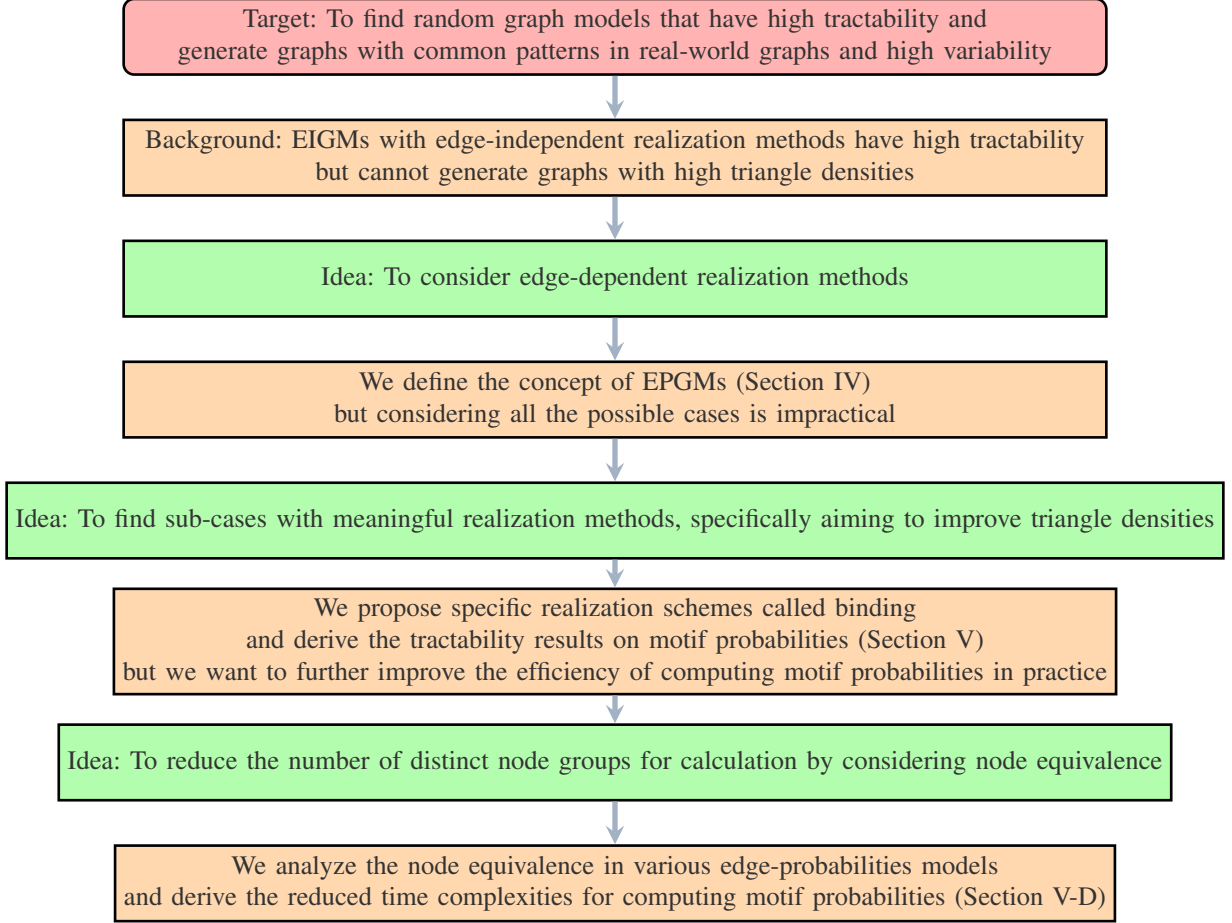 Target: To find random graph models that have high tractability and
generate graphs with common patterns in real-world graphs and high variability
Background: EIGMs with edge-independent realization methods have high tractability
but cannot generate graphs with high triangle densities
Idea: To consider edge-dependent realization methods
We define the concept of EPGMs (Section IV)
but considering all the possible cases is impractical
Idea: To find sub-cases with meaningful realization methods, specifically aiming to improve triangle densities
We propose specific realization schemes called binding
and derive the tractability results on motif probabilities (Section V)
but we want to further improve the efficiency of computing motif probabilities in practice
Idea: To reduce the number of distinct node groups for calculation by considering node equivalence
We analyze the node equivalence in various edge-probabilities models
and derive the reduced time complexities for computing motif probabilities (Section V-D)